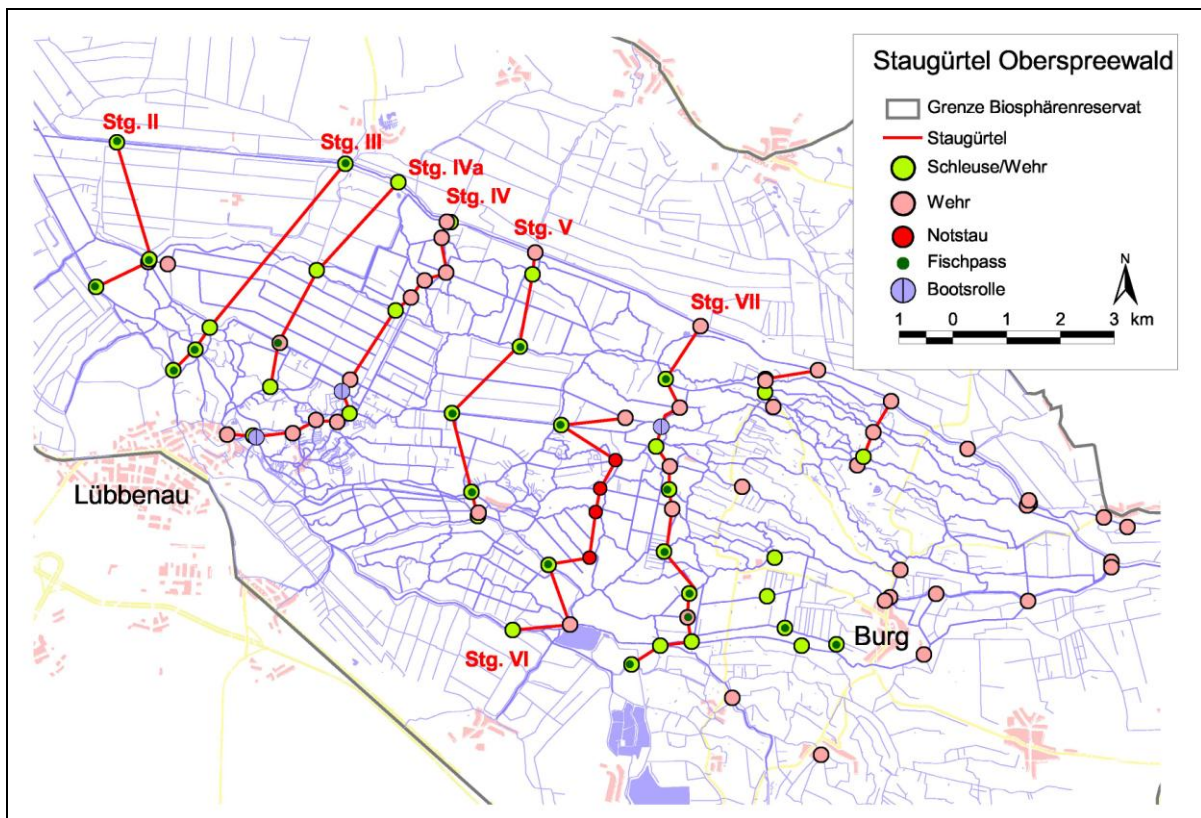 Staugürtel Oberspreewald
Grenze Biosphärenreservat
Staugürtel
Schleuse/Wehr
Wehr
Notstau
Fischpass
Bootsrolle
N
1 0 1 2 3 km
Stg. II
Stg. III
Stg. IVa
Stg. IV
Stg. V
Stg. VII
Lübbenau
Stg. VI
Burg